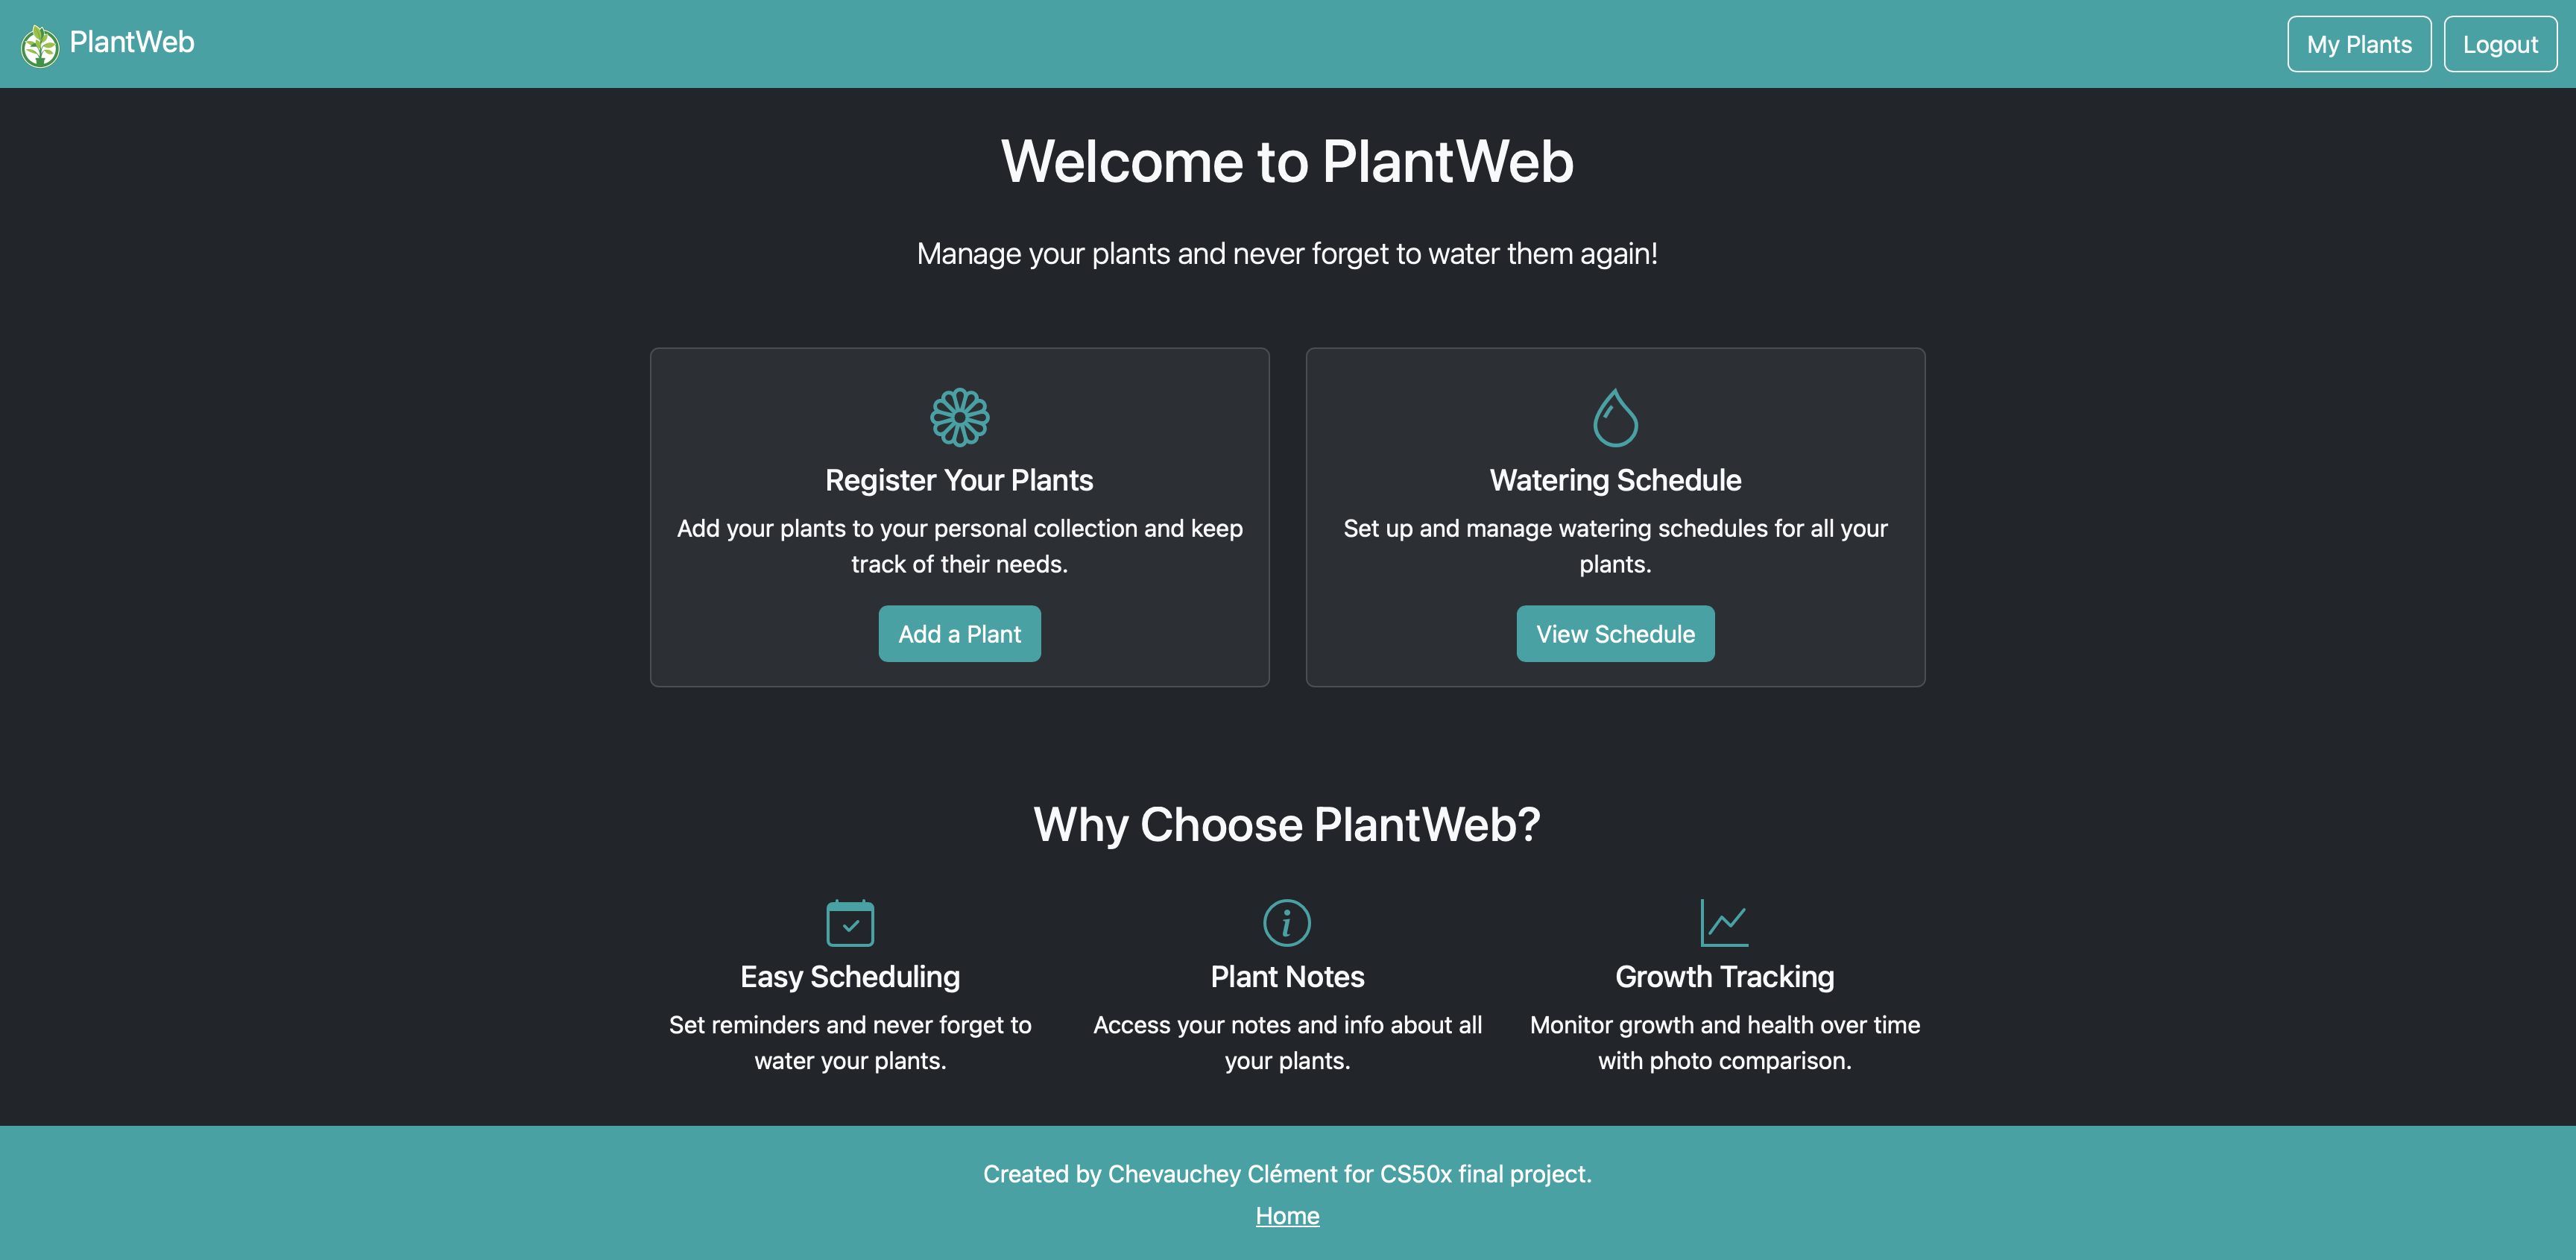 PlantWeb
My Plants
Logout
Welcome to PlantWeb
Manage your plants and never forget to water them again!
Register Your Plants
Add your plants to your personal collection and keep
track of their needs.
Add a Plant
Watering Schedule
Set up and manage watering schedules for all your
plants.
View Schedule
Why Choose PlantWeb?
Easy Scheduling
Set reminders and never forget to
water your plants.
Plant Notes
Access your notes and info about all
your plants.
Growth Tracking
Monitor growth and health over time
with photo comparison.
Created by Chevauchey Clément for CS50x final project.
Home